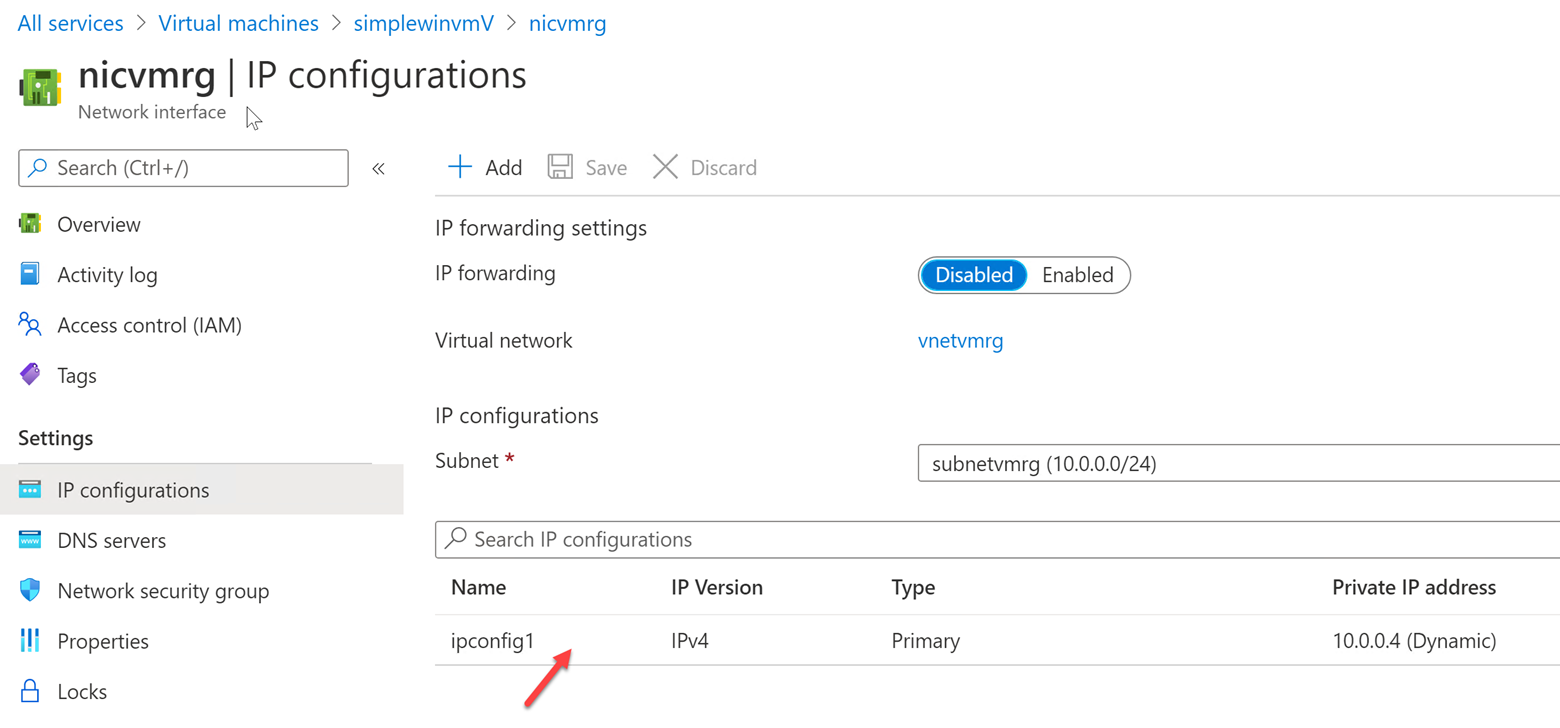 All services > Virtual machines > simplewinvmV > nicvmrg
nicvmrg | IP configurations
Network interface
Search (Ctrl+/)
«
Overview
Activity log
Access control (IAM)
Tags
Settings
IP configurations
DNS servers
Network security group
Properties
Locks
+ Add Save Discard
IP forwarding settings
IP forwarding Disabled Enabled
Virtual network vnetvmrg
IP configurations
Subnet * subnetvmrg (10.0.0.0/24)
Search IP configurations
Name IP Version Type Private IP address
ipconfig1 IPv4 Primary 10.0.0.4 (Dynamic)